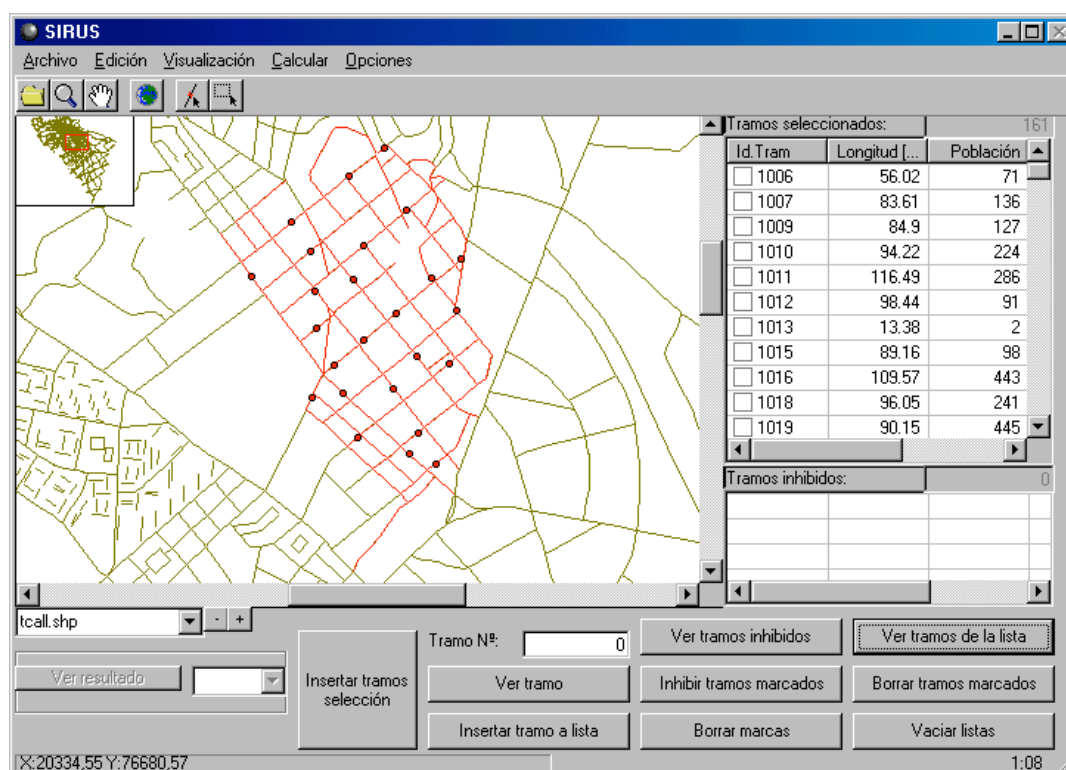 SIRUS
Archivo Edición Visualización Calcular Opciones
Tramos seleccionados: 161
Id.Tram Longitud [... Población
1006 56.02 71
1007 83.61 136
1009 84.9 127
1010 94.22 224
1011 116.49 286
1012 98.44 91
1013 13.38 2
1015 89.16 98
1016 109.57 443
1018 96.05 241
1019 90.15 445
Tramos inhibidos: 0
tcall.shp - +
Ver resultado
Insertar tramos selección
Tramo Nº: 0
Ver tramo
Insertar tramo a lista
Ver tramos inhibidos
Inhibir tramos marcados
Borrar marcas
Ver tramos de la lista
Borrar tramos marcados
Vaciar listas
X:20334,55 Y:76680,57 1:08